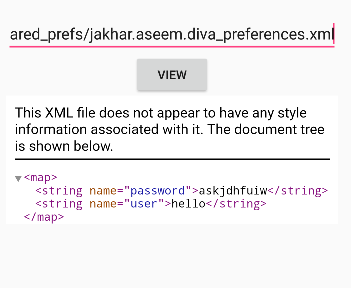 ared_prefs/jakhar.aseem.diva_preferences.xml
VIEW
This XML file does not appear to have any style
information associated with it. The document tree
is shown below.
<map>
<string name="password">askjdhfuiw</string>
<string name="user">hello</string>
</map>